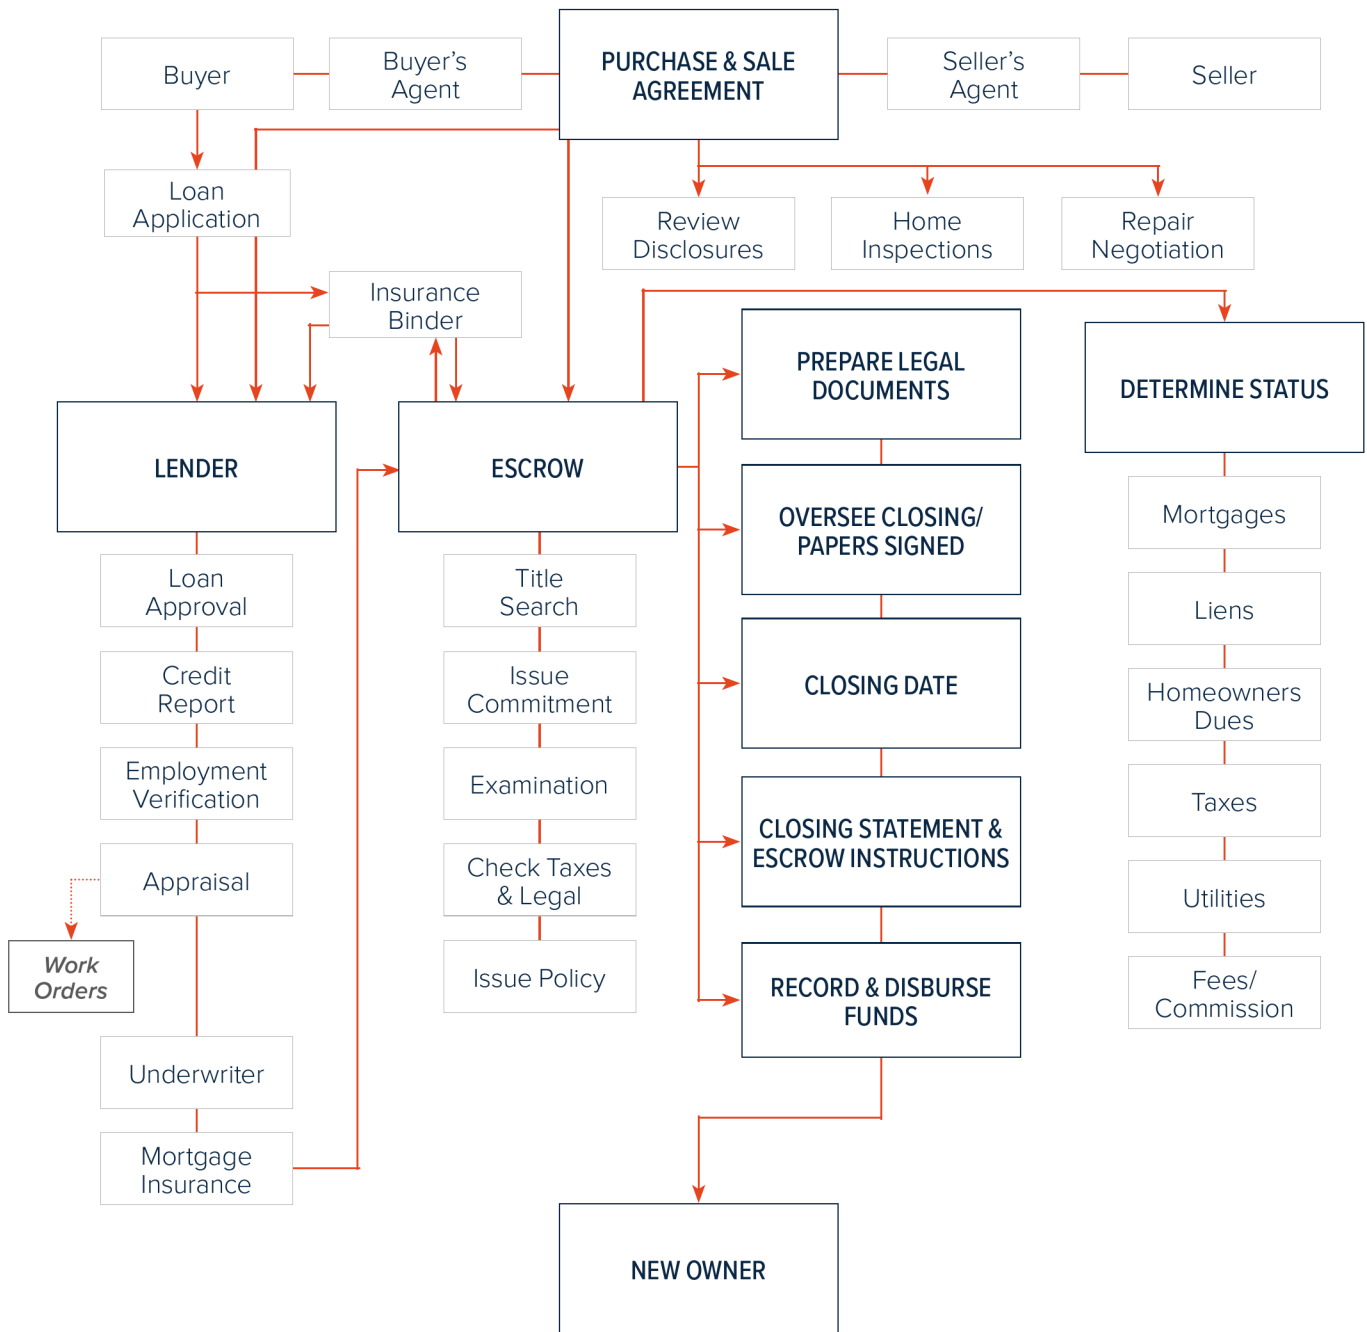 Buyer
Buyer's
Agent
PURCHASE & SALE
AGREEMENT
Seller's
Agent
Seller
Loan
Application
Review
Disclosures
Home
Inspections
Repair
Negotiation
Insurance
Binder
LENDER
ESCROW
PREPARE LEGAL
DOCUMENTS
DETERMINE STATUS
OVERSEE CLOSING/
PAPERS SIGNED
CLOSING DATE
CLOSING STATEMENT &
ESCROW INSTRUCTIONS
RECORD & DISBURSE
FUNDS
Loan
Approval
Credit
Report
Employment
Verification
Appraisal
Work
Orders
Underwriter
Mortgage
Insurance
Title
Search
Issue
Commitment
Examination
Check Taxes
& Legal
Issue Policy
Mortgages
Liens
Homeowners
Dues
Taxes
Utilities
Fees/
Commission
NEW OWNER